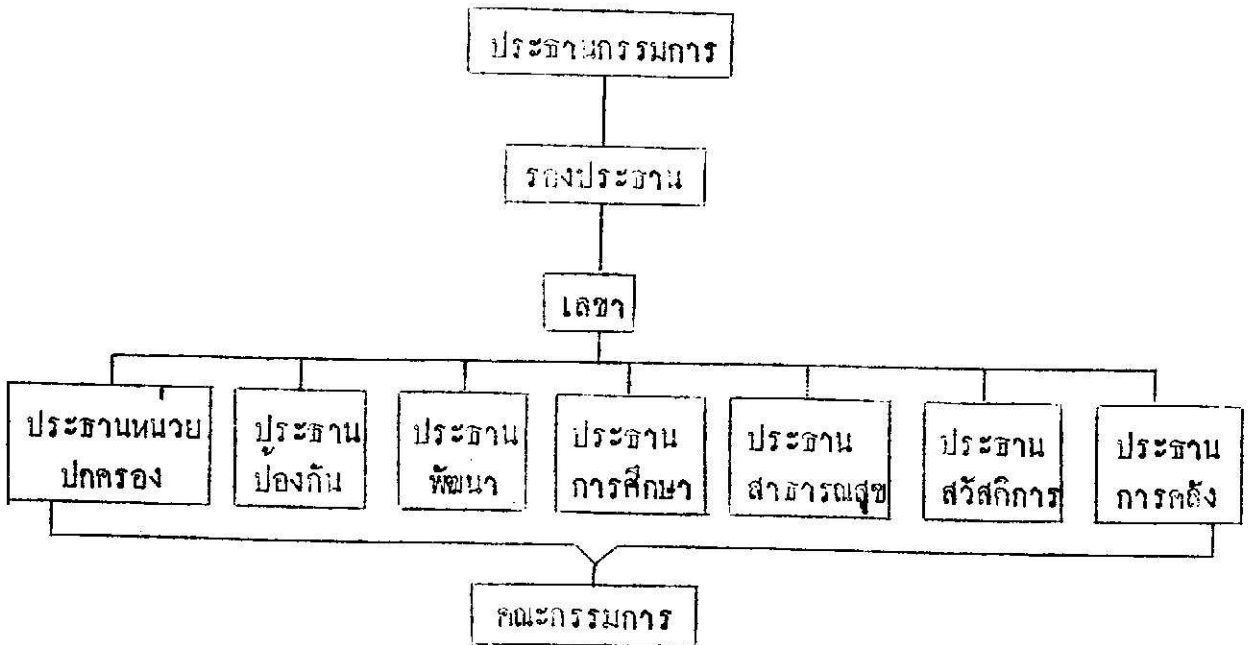 ประธานกรรมการ
รองประธาน
เลขา
ประธานหน่วย
ปกครอง
ประธาน
ป้องกัน
ประธาน
พัฒนา
ประธาน
การศึกษา
ประธาน
สาธารณสุข
ประธาน
สวัสดิการ
ประธาน
การคลัง
คณะกรรมการ